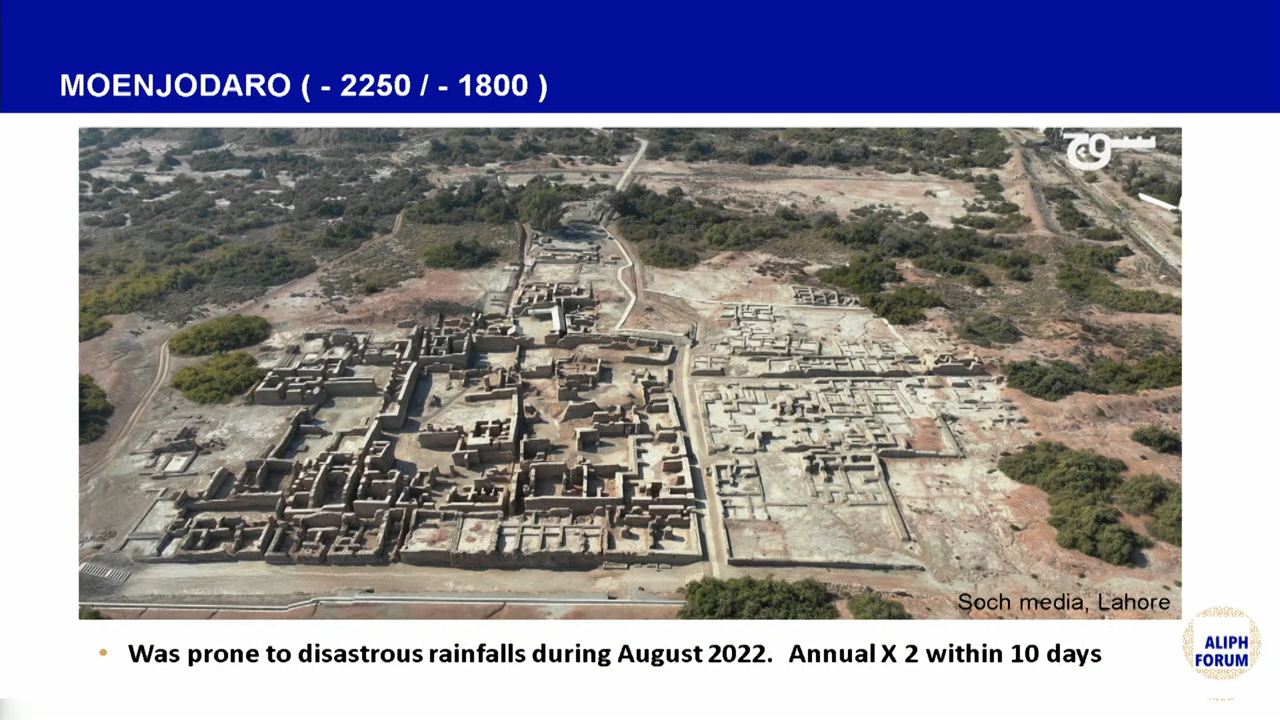 MOENJODARO ( - 2250 / - 1800 )
سوچ
Soch media, Lahore
• Was prone to disastrous rainfalls during August 2022.  Annual X 2 within 10 days
ALIPH
FORUM